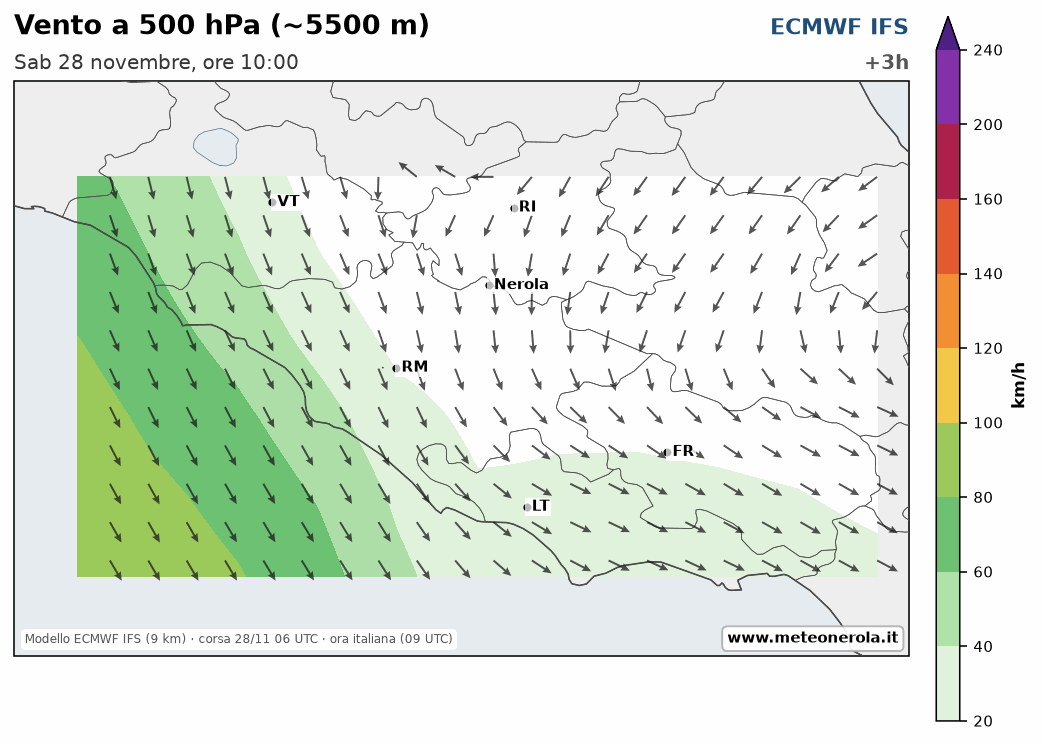 Vento a 500 hPa (~5500 m)
ECMWF IFS
Sab 28 novembre, ore 10:00
+3h
VT
RI
Nerola
RM
FR
LT
Modello ECMWF IFS (9 km) · corsa 28/11 06 UTC · ora italiana (09 UTC)
www.meteonerola.it
240
200
160
140
120
100
80
60
40
20
km/h